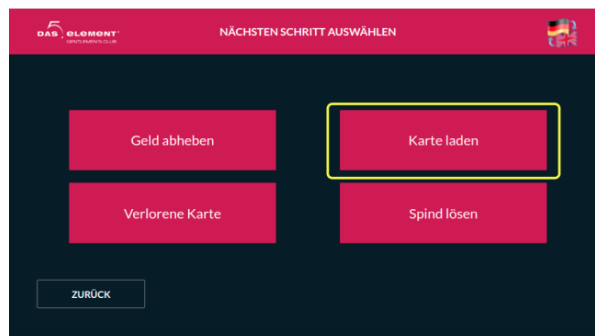 DAS 5 ELEMENT
GENTLEMEN'S CLUB
NÄCHSTEN SCHRITT AUSWÄHLEN
Geld abheben
Karte laden
Verlorene Karte
Spind lösen
ZURÜCK